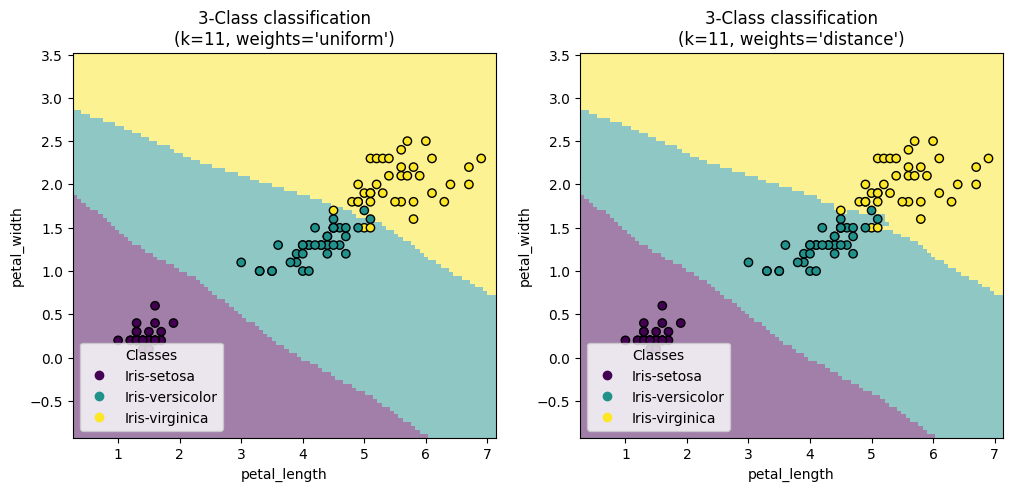 3-Class classification
(k=11, weights='uniform')
3.5
3.0
2.5
2.0
1.5
1.0
0.5
0.0
−0.5
petal_width
Classes
Iris-setosa
Iris-versicolor
Iris-virginica
1 2 3 4 5 6 7
petal_length
3-Class classification
(k=11, weights='distance')
3.5
3.0
2.5
2.0
1.5
1.0
0.5
0.0
−0.5
petal_width
Classes
Iris-setosa
Iris-versicolor
Iris-virginica
1 2 3 4 5 6 7
petal_length